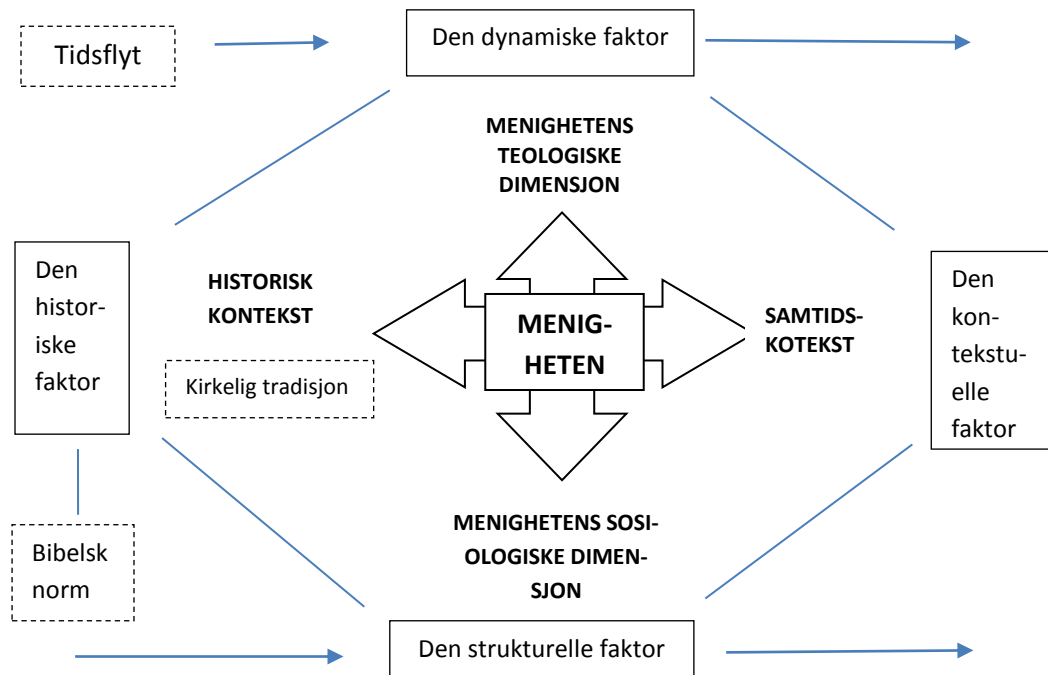 Tidsflyt
Den dynamiske faktor
MENIGHETENS
TEOLOGISKE
DIMENSJON
Den
histor-
iske
faktor
HISTORISK
KONTEKST
Kirkelig tradisjon
MENIG-
HETEN
SAMTIDS-
KOTEKST
Den
kon-
tekstu-
elle
faktor
Bibelsk
norm
MENIGHETENS SOSI-
OLOGISKE DIMEN-
SJON
Den strukturelle faktor